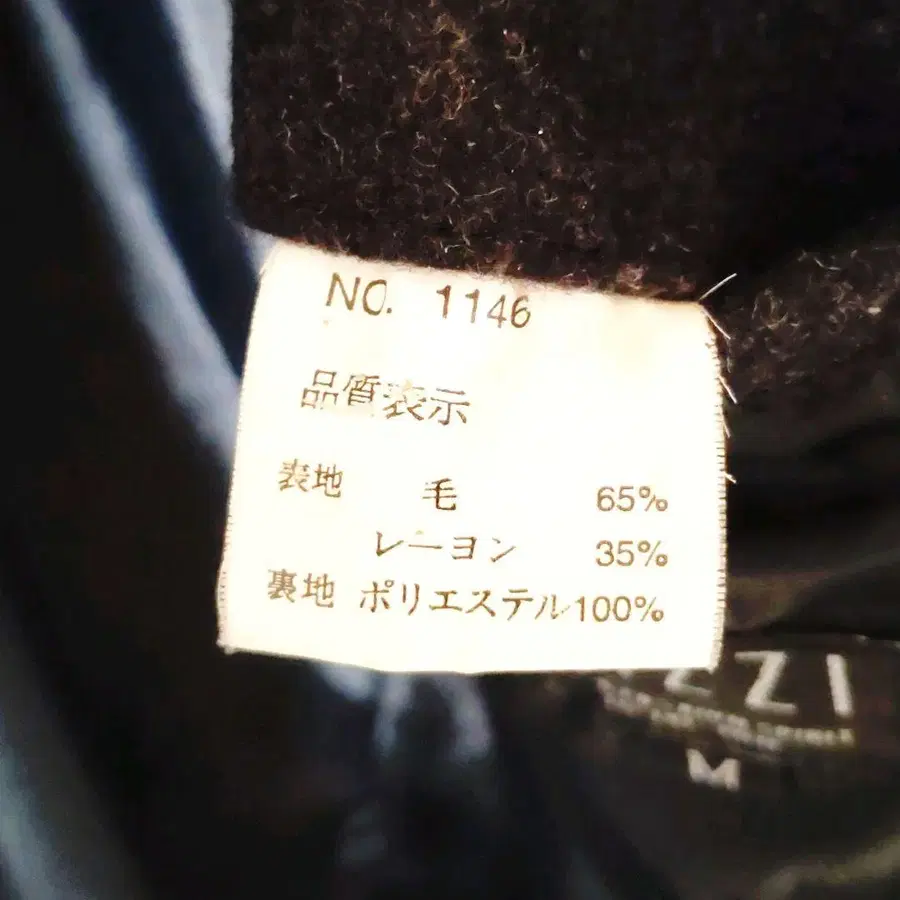 NO. 1146
品質表示
表地 毛 65%
レーヨン 35%
裏地 ポリエステル100%
M